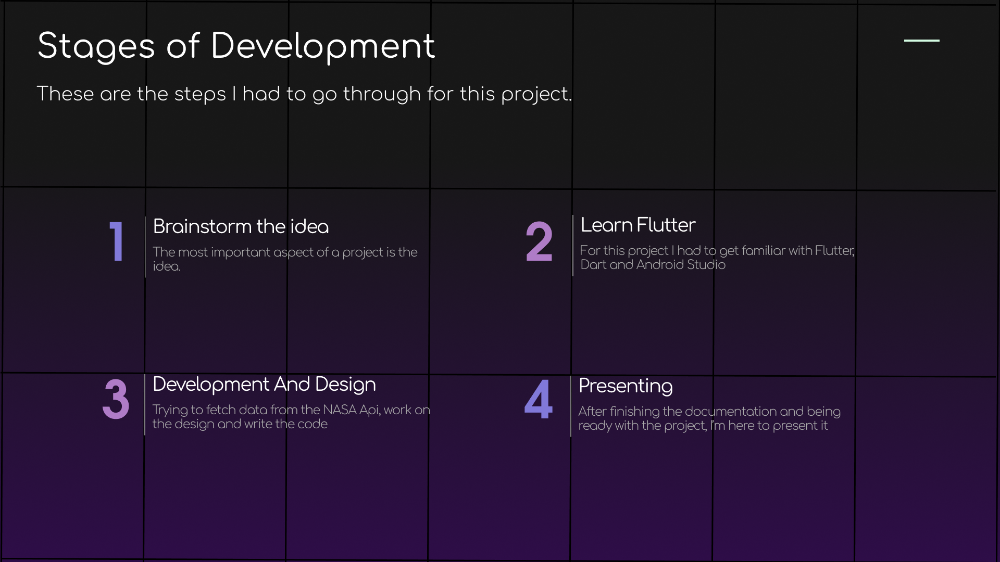 Stages of Development
These are the steps I had to go through for this project.
1
Brainstorm the idea
The most important aspect of a project is the
idea.
2
Learn Flutter
For this project I had to get familiar with Flutter,
Dart and Android Studio
3
Development And Design
Trying to fetch data from the NASA Api, work on
the design and write the code
4
Presenting
After finishing the documentation and being
ready with the project, I'm here to present it